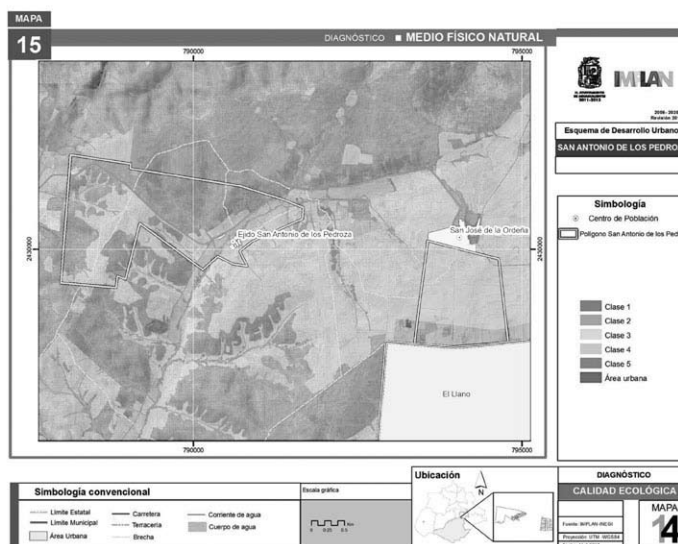 MAPA
15
DIAGNÓSTICO ■ MEDIO FÍSICO NATURAL
790000
795000
2430000
2430000
Ejido San Antonio de los Pedroza
San José de la Ordeña
El Llano
790000
795000
IMPLAN
Esquema de Desarrollo Urbano
SAN ANTONIO DE LOS PEDRO
Simbología
Centro de Población
Polígono San Antonio de los Ped
Clase 1
Clase 2
Clase 3
Clase 4
Clase 5
Área urbana
Simbología convencional
Límite Estatal
Límite Municipal
Área Urbana
Carretera
Terracería
Brecha
Corriente de agua
Cuerpo de agua
Escala gráfica
Ubicación
N
DIAGNÓSTICO
CALIDAD ECOLÓGICA
Fuente: IMPLAN-INEGI
MAPA
14